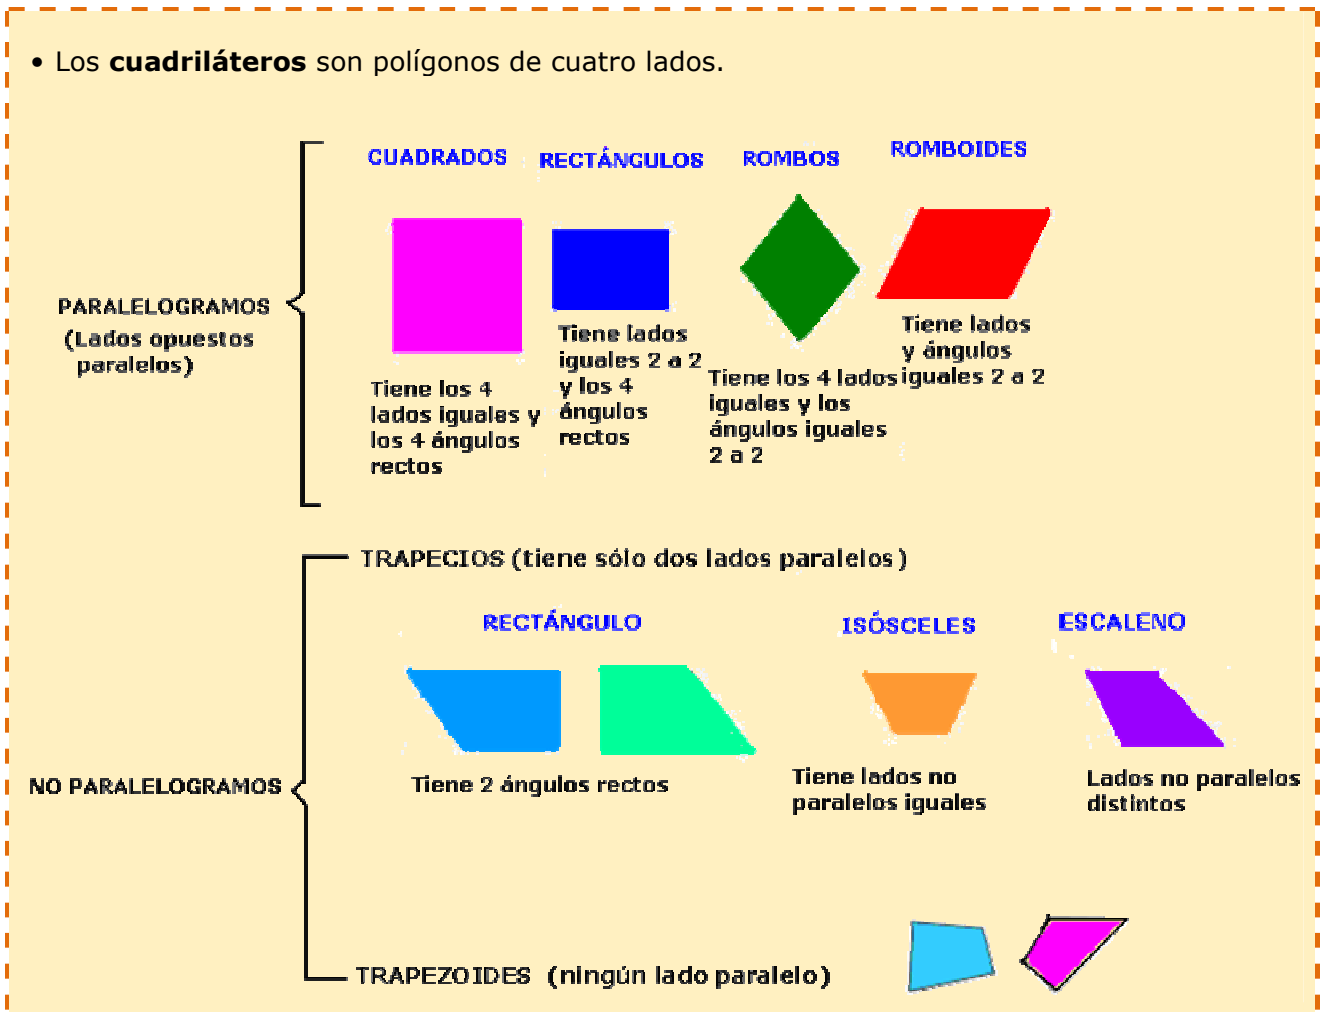 • Los cuadriláteros son polígonos de cuatro lados.
CUADRADOS
RECTÁNGULOS
ROMBOS
ROMBOIDES
PARALELOGRAMOS
(Lados opuestos
paralelos)
Tiene los 4
lados iguales y
los 4 ángulos
rectos
Tiene lados
iguales 2 a 2
y los 4
ángulos
rectos
Tiene los 4 lados
iguales y los
ángulos iguales
2 a 2
Tiene lados
y ángulos
iguales 2 a 2
NO PARALELOGRAMOS
TRAPECIOS (tiene sólo dos lados paralelos)
RECTÁNGULO
ISÓSCELES
ESCALENO
Tiene 2 ángulos rectos
Tiene lados no
paralelos iguales
Lados no paralelos
distintos
TRAPEZOIDES (ningún lado paralelo)